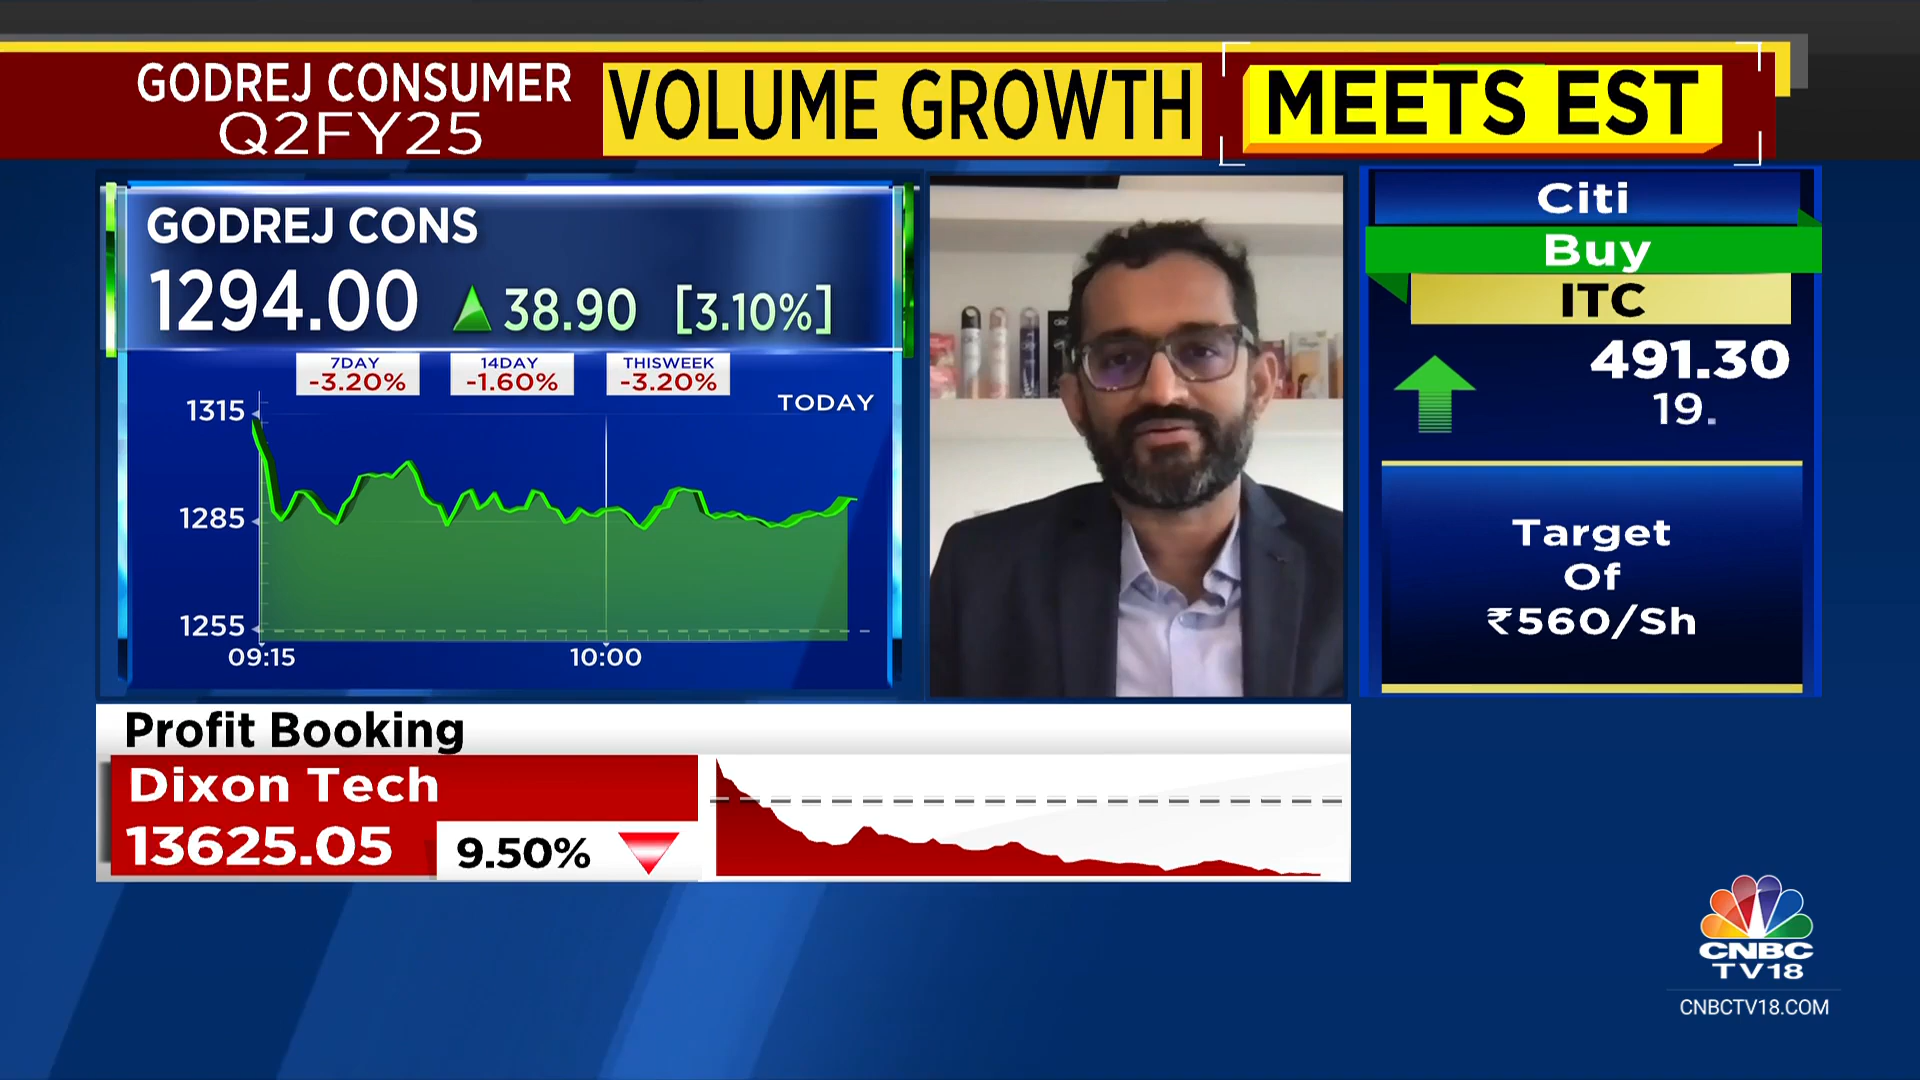 GODREJ CONSUMER
Q2FY25
VOLUME GROWTH
MEETS EST
GODREJ CONS
1294.00 ▲ 38.90 [3.10%]
7DAY
-3.20%
14DAY
-1.60%
THISWEEK
-3.20%
TODAY
1315
1285
1255
09:15
10:00
Citi
Buy
ITC
491.30
19.
Target
Of
₹560/Sh
Profit Booking
Dixon Tech
13625.05
9.50%
CNBC
TV18
CNBCTV18.COM